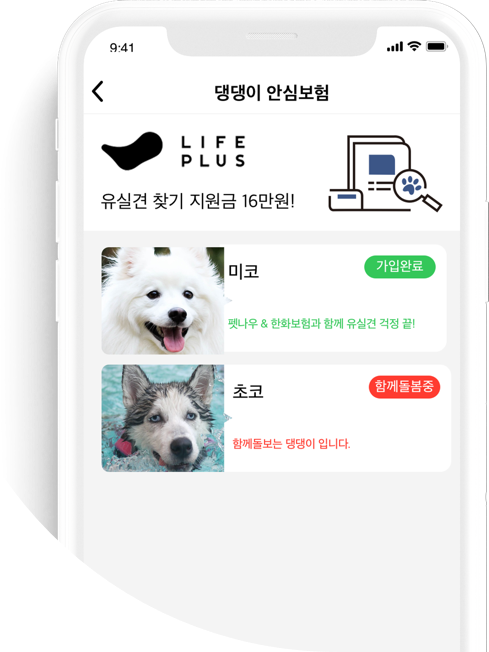 9:41
댕댕이 안심보험
LIFE
PLUS
유실견 찾기 지원금 16만원!
미코
가입완료
펫나우 & 한화보험과 함께 유실견 걱정 끝!
초코
함께돌봄중
함께돌보는 댕댕이 입니다.